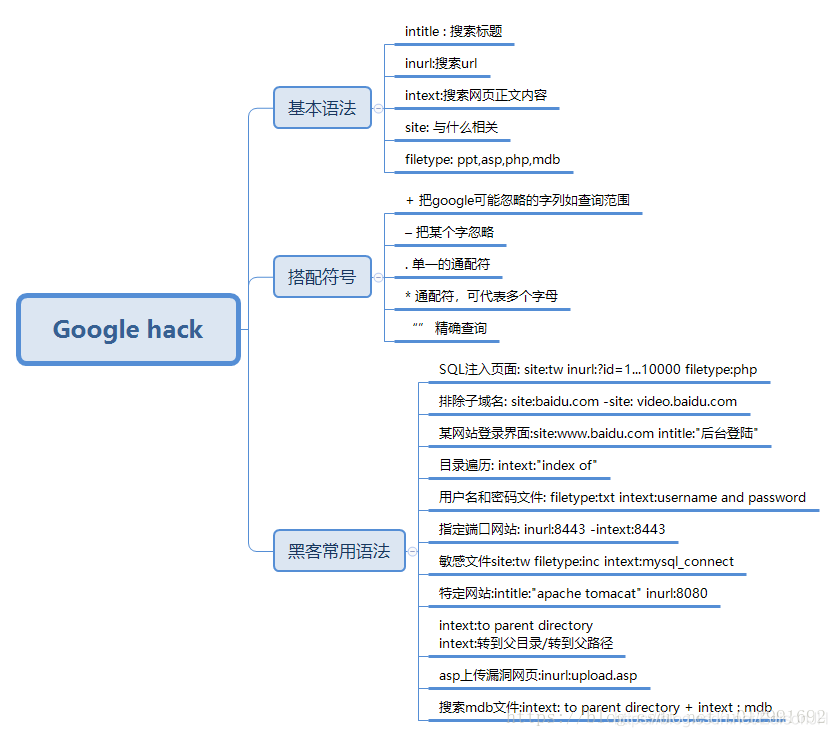 Google hack
基本语法
intitle : 搜索标题
inurl:搜索url
intext:搜索网页正文内容
site: 与什么相关
filetype: ppt,asp,php,mdb
搭配符号
+ 把google可能忽略的字列如查询范围
– 把某个字忽略
. 单一的通配符
* 通配符，可代表多个字母
“” 精确查询
黑客常用语法
SQL注入页面: site:tw inurl:?id=1...10000 filetype:php
排除子域名: site:baidu.com -site: video.baidu.com
某网站登录界面:site:www.baidu.com intitle:"后台登陆"
目录遍历: intext:"index of"
用户名和密码文件: filetype:txt intext:username and password
指定端口网站: inurl:8443 -intext:8443
敏感文件site:tw filetype:inc intext:mysql_connect
特定网站:intitle:"apache tomacat" inurl:8080
intext:to parent directory
intext:转到父目录/转到父路径
asp上传漏洞网页:inurl:upload.asp
搜索mdb文件:intext: to parent directory + intext : mdb